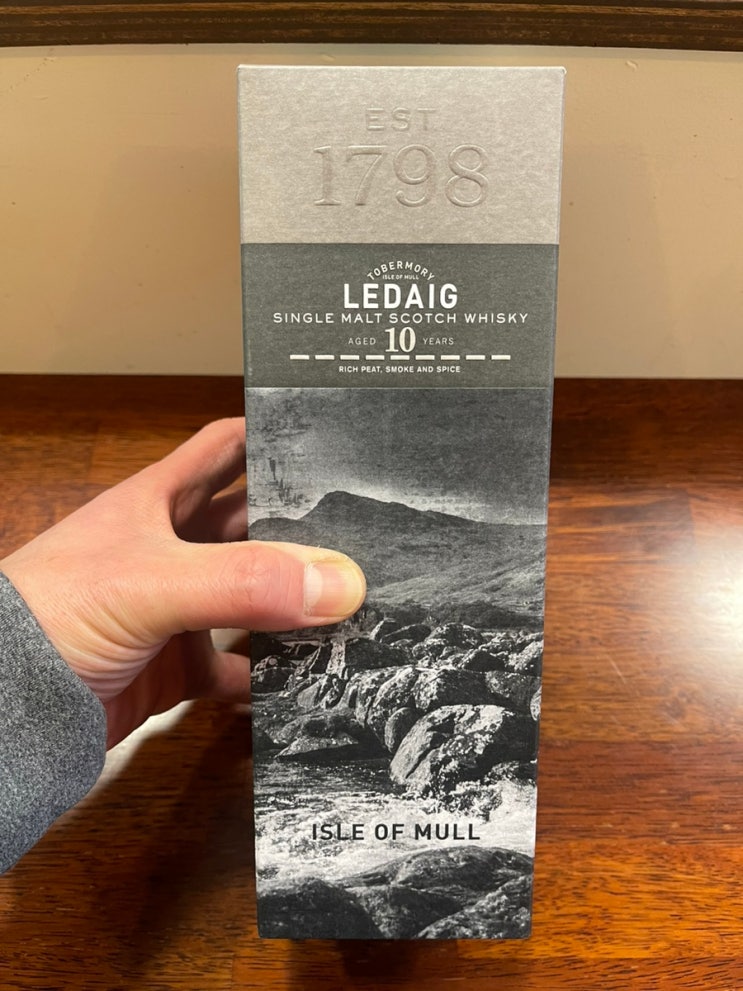 EST
1798
TOBERMORY
ISLE OF MULL
LEDAIG
SINGLE MALT SCOTCH WHISKY
AGED 10 YEARS
RICH PEAT, SMOKE AND SPICE
ISLE OF MULL